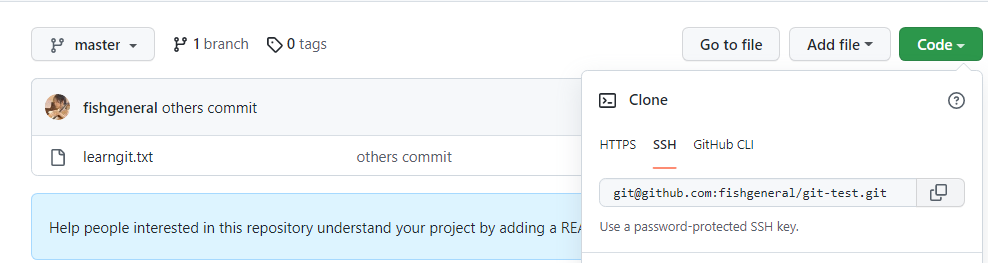 master 1 branch 0 tags Go to file Add file Code
fishgeneral others commit
learngit.txt others commit
Help people interested in this repository understand your project by adding a
Clone
HTTPS SSH GitHub CLI
git@github.com:fishgeneral/git-test.git
Use a password-protected SSH key.